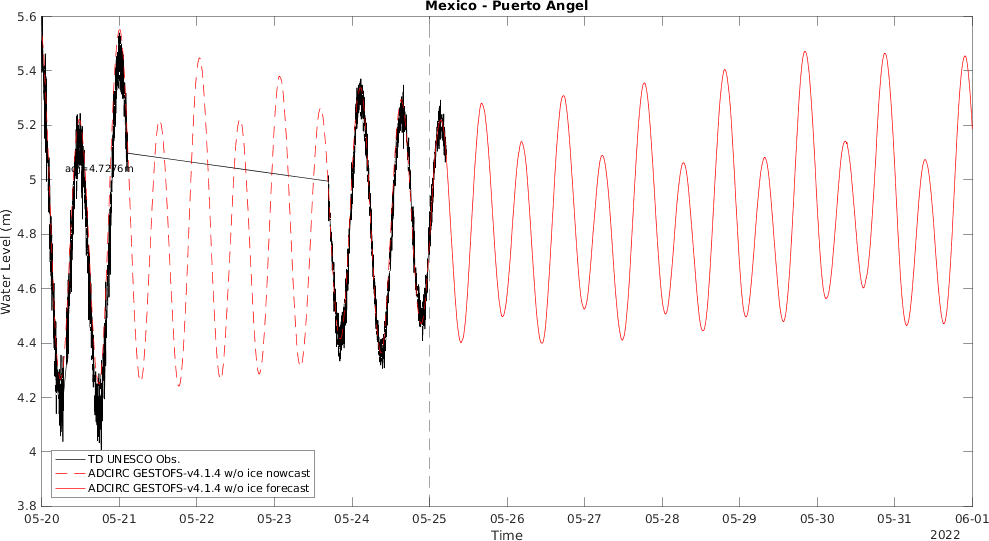 Mexico - Puerto Angel
5.6
5.4
5.2
5
4.8
4.6
4.4
4.2
4
3.8
Water Level (m)
adj=4.7276m
TD UNESCO Obs.
ADCIRC GESTOFS-v4.1.4 w/o ice nowcast
ADCIRC GESTOFS-v4.1.4 w/o ice forecast
05-20 05-21 05-22 05-23 05-24 05-25 05-26 05-27 05-28 05-29 05-30 05-31 06-01
Time
2022